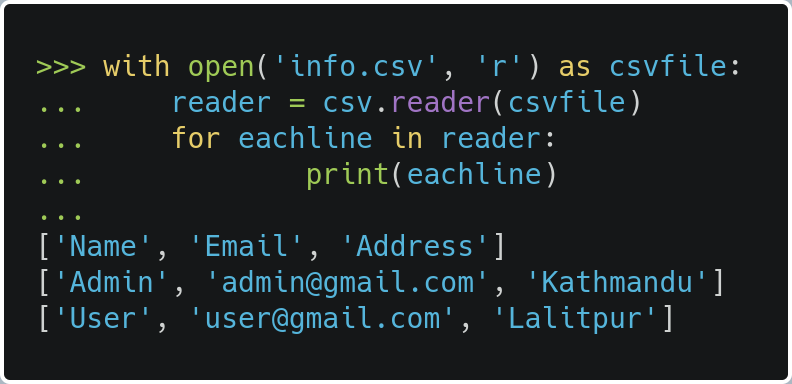 >>> with open('info.csv', 'r') as csvfile:
...     reader = csv.reader(csvfile)
...     for eachline in reader:
...             print(eachline)
...
['Name', 'Email', 'Address']
['Admin', 'admin@gmail.com', 'Kathmandu']
['User', 'user@gmail.com', 'Lalitpur']